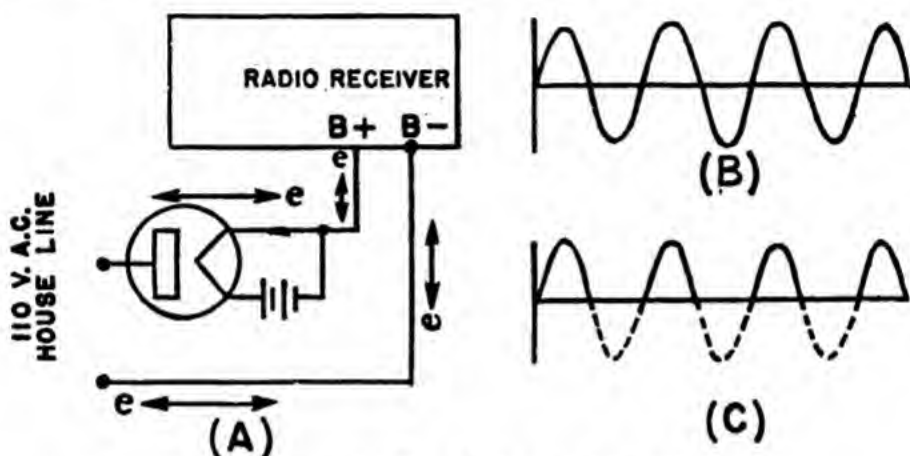 RADIO RECEIVER
B+ B-
e
e
e
e
110 V. A.C.
HOUSE LINE
(A)
(B)
(C)